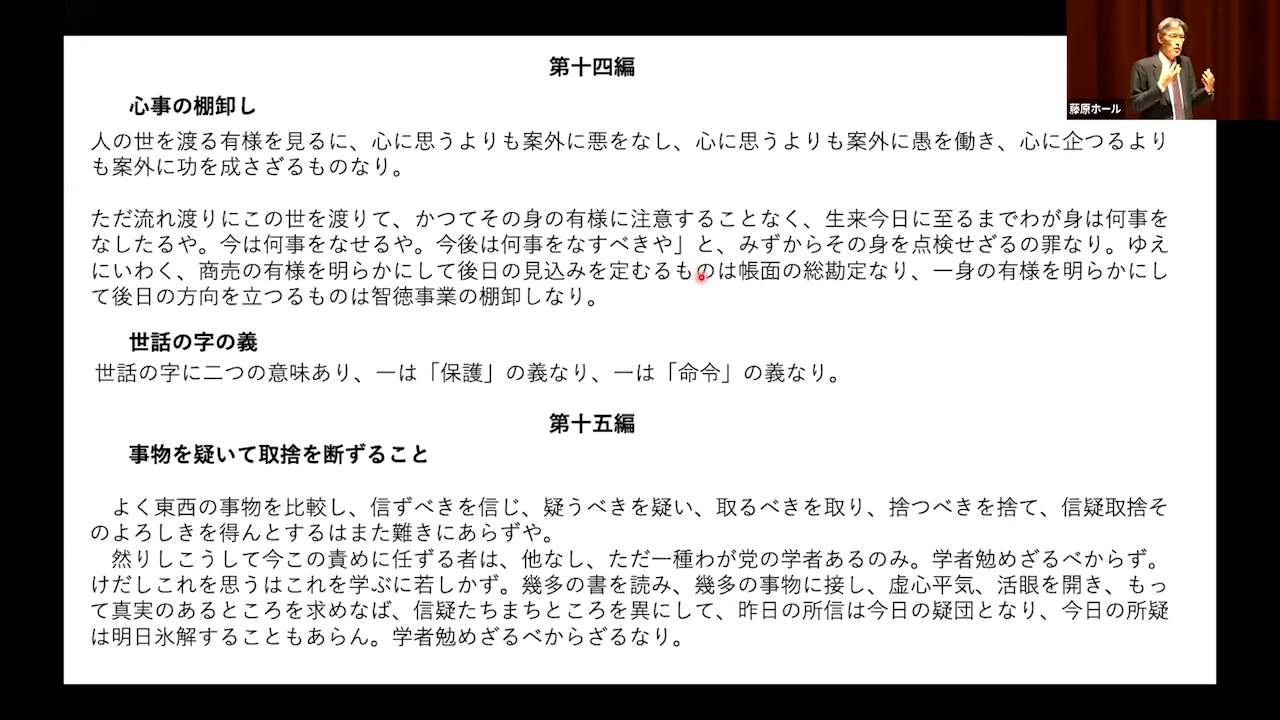 第十四編
藤原ホール
心事の棚卸し
人の世を渡る有様を見るに、心に思うよりも案外に悪をなし、心に思うよりも案外に愚を働き、心に企つるより
も案外に功を成さざるものなり。
ただ流れ渡りにこの世を渡りて、かつてその身の有様に注意することなく、生来今日に至るまでわが身は何事を
なしたるや。今は何事をなせるや。今後は何事をなすべきや」と、みずからその身を点検せざるの罪なり。ゆえ
にいわく、商売の有様を明らかにして後日の見込みを定むるものは帳面の総勘定なり、一身の有様を明らかにし
て後日の方向を立つるものは智徳事業の棚卸しなり。
世話の字の義
世話の字に二つの意味あり、一は「保護」の義なり、一は「命令」の義なり。
第十五編
事物を疑いて取捨を断ずること
よく東西の事物を比較し、信ずべきを信じ、疑うべきを疑い、取るべきを取り、捨つべきを捨て、信疑取捨そ
のよろしきを得んとするはまた難きにあらずや。
然りしこうして今この責めに任ずる者は、他なし、ただ一種わが党の学者あるのみ。学者勉めざるべからず。
けだしこれを思うはこれを学ぶに若しかず。幾多の書を読み、幾多の事物に接し、虚心平気、活眼を開き、もっ
て真実のあるところを求めなば、信疑たちまちところを異にして、昨日の所信は今日の疑団となり、今日の所疑
は明日氷解することもあらん。学者勉めざるべからざるなり。